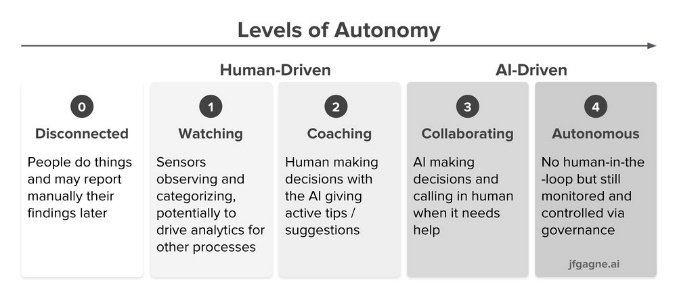 Levels of Autonomy
Human-Driven
AI-Driven
0
Disconnected
People do things
and may report
manually their
findings later
1
Watching
Sensors
observing and
categorizing,
potentially to
drive analytics for
other processes
2
Coaching
Human making
decisions with
the AI giving
active tips /
suggestions
3
Collaborating
AI making
decisions and
calling in human
when it needs
help
4
Autonomous
No human-in-the
-loop but still
monitored and
controlled via
governance
jfgagne.ai